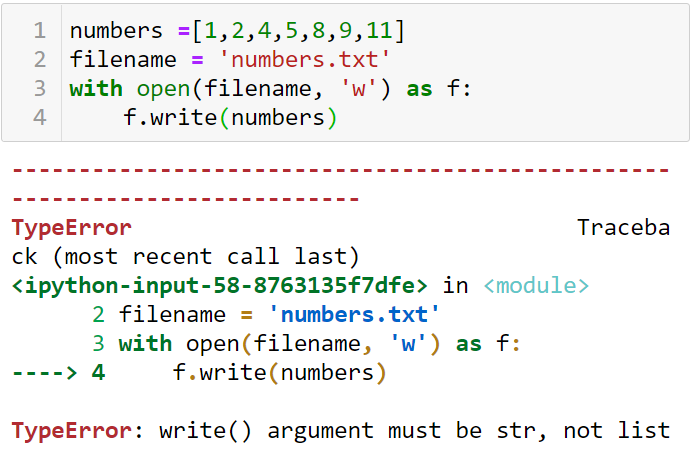 1 numbers =[1,2,4,5,8,9,11]
2 filename = 'numbers.txt'
3 with open(filename, 'w') as f:
4     f.write(numbers)
-------------------------------------------------
--------------------------
TypeError                                 Traceba
ck (most recent call last)
<ipython-input-58-8763135f7dfe> in <module>
      2 filename = 'numbers.txt'
      3 with open(filename, 'w') as f:
----> 4     f.write(numbers)
TypeError: write() argument must be str, not list